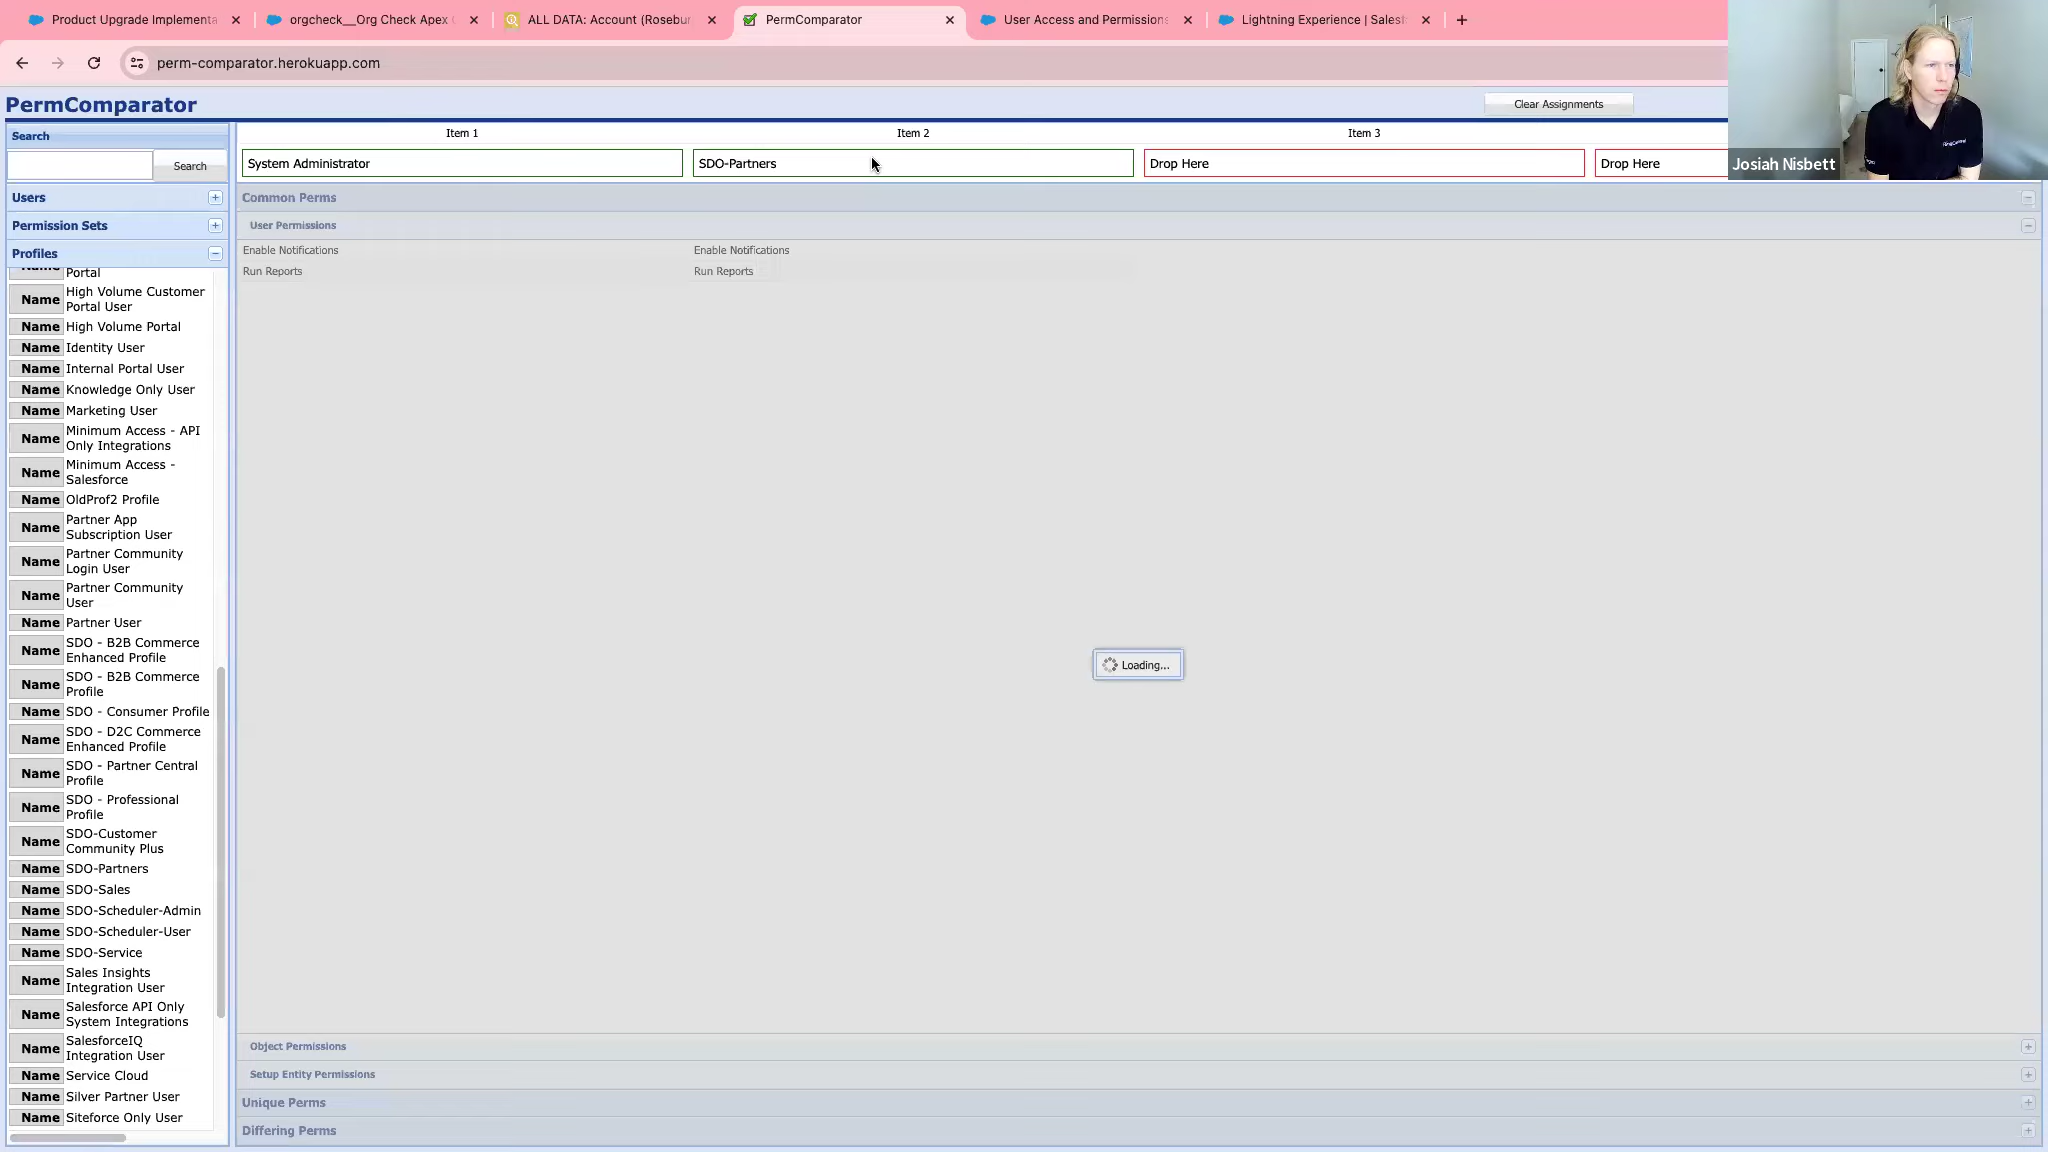 Product Upgrade Implementa
orgcheck__Org Check Apex
ALL DATA: Account (Rosebur
PermComparator
User Access and Permissions
Lightning Experience | Sales
perm-comparator.herokuapp.com
PermComparator
Clear Assignments
Search
Item 1
Item 2
Item 3
Search
System Administrator
SDO-Partners
Drop Here
Drop Here
Josiah Nisbett
Users
Common Perms
Permission Sets
User Permissions
Profiles
Enable Notifications
Enable Notifications
Run Reports
Run Reports
Name Portal
Name High Volume Customer
Portal User
Name High Volume Portal
Name Identity User
Name Internal Portal User
Name Knowledge Only User
Name Marketing User
Name Minimum Access - API
Only Integrations
Name Minimum Access -
Salesforce
Name OldProf2 Profile
Name Partner App
Subscription User
Name Partner Community
Login User
Name Partner Community
User
Name Partner User
Name SDO - B2B Commerce
Enhanced Profile
Name SDO - B2B Commerce
Profile
Name SDO - Consumer Profile
Name SDO - D2C Commerce
Enhanced Profile
Name SDO - Partner Central
Profile
Name SDO - Professional
Profile
Name SDO-Customer
Community Plus
Name SDO-Partners
Name SDO-Sales
Name SDO-Scheduler-Admin
Name SDO-Scheduler-User
Name SDO-Service
Name Sales Insights
Integration User
Name Salesforce API Only
System Integrations
Name SalesforceIQ
Integration User
Name Service Cloud
Name Silver Partner User
Name Siteforce Only User
Loading...
Object Permissions
Setup Entity Permissions
Unique Perms
Differing Perms